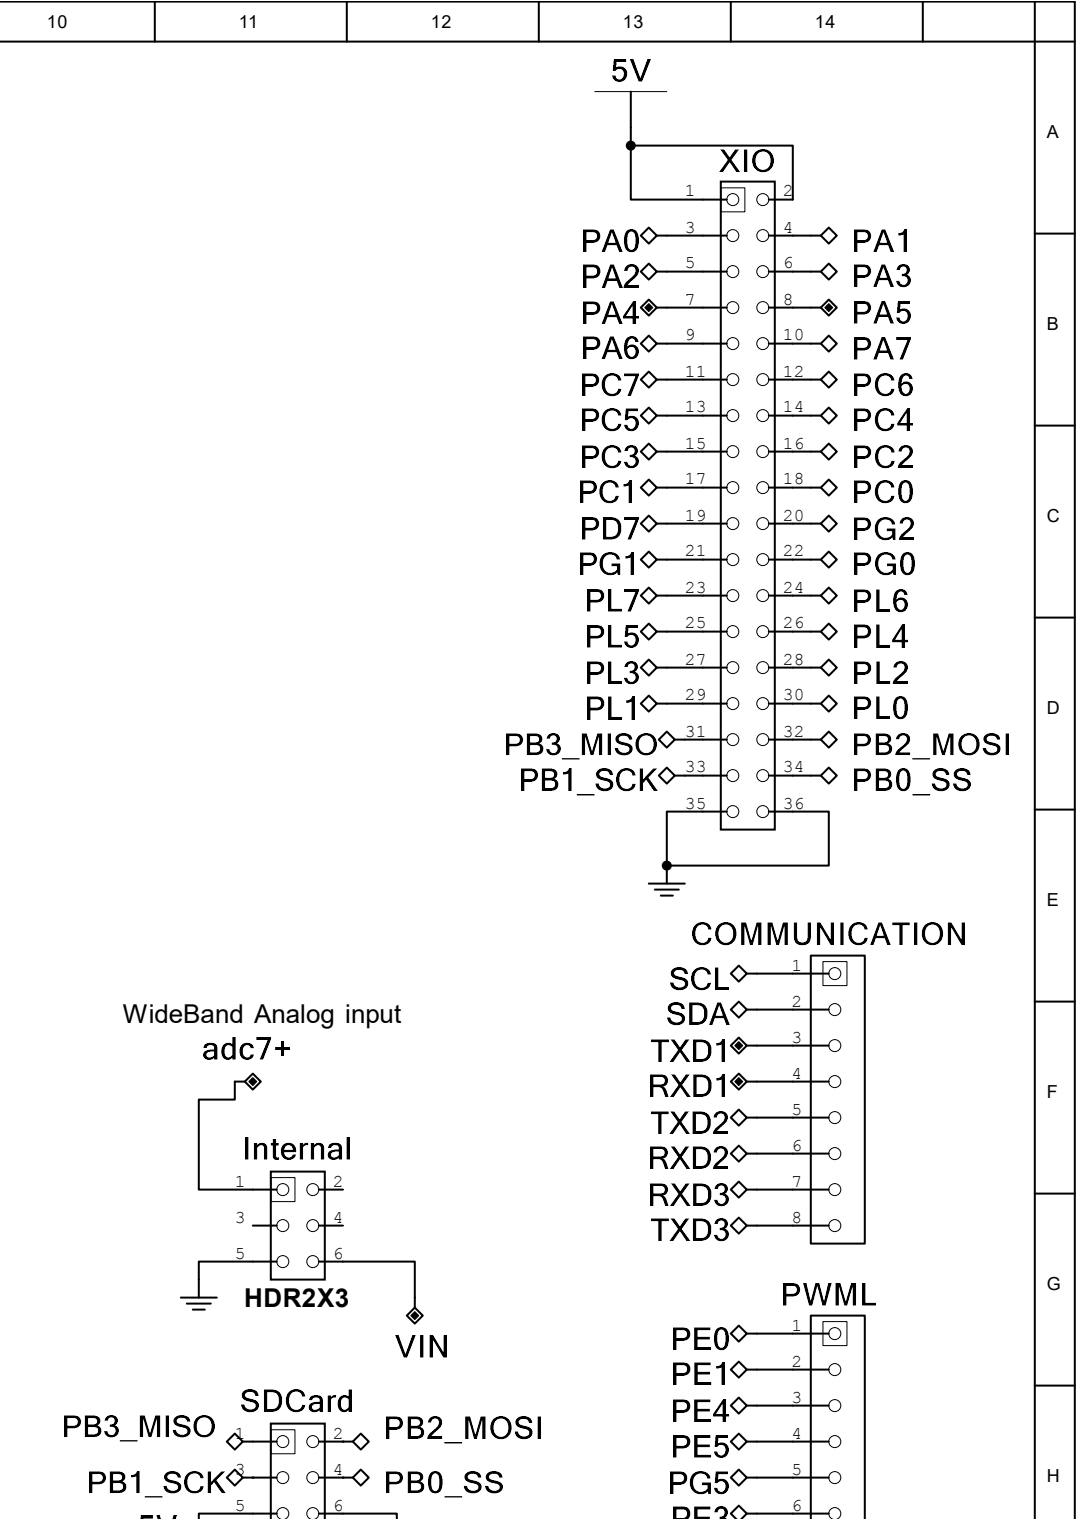 10 11 12 13 14
5V
A
XIO
1 2
PA0 3 4 PA1
PA2 5 6 PA3
PA4 7 8 PA5
B
PA6 9 10 PA7
PC7 11 12 PC6
PC5 13 14 PC4
PC3 15 16 PC2
PC1 17 18 PC0
C
PD7 19 20 PG2
PG1 21 22 PG0
PL7 23 24 PL6
PL5 25 26 PL4
PL3 27 28 PL2
PL1 29 30 PL0
D
PB3_MISO 31 32 PB2_MOSI
PB1_SCK 33 34 PB0_SS
35 36
E
COMMUNICATION
SCL 1
SDA 2
TXD1 3
RXD1 4
TXD2 5
RXD2 6
RXD3 7
TXD3 8
F
WideBand Analog input
adc7+
Internal
1 2
3 4
5 6
HDR2X3
VIN
G
PWML
PE0 1
PE1 2
PE4 3
PE5 4
PG5 5
PE3 6
H
SDCard
PB3_MISO 1 2 PB2_MOSI
PB1_SCK 3 4 PB0_SS
5V 5 6